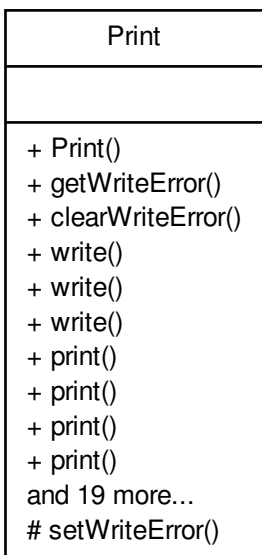 Print
+ Print()
+ getWriteError()
+ clearWriteError()
+ write()
+ write()
+ write()
+ print()
+ print()
+ print()
+ print()
and 19 more...
# setWriteError()